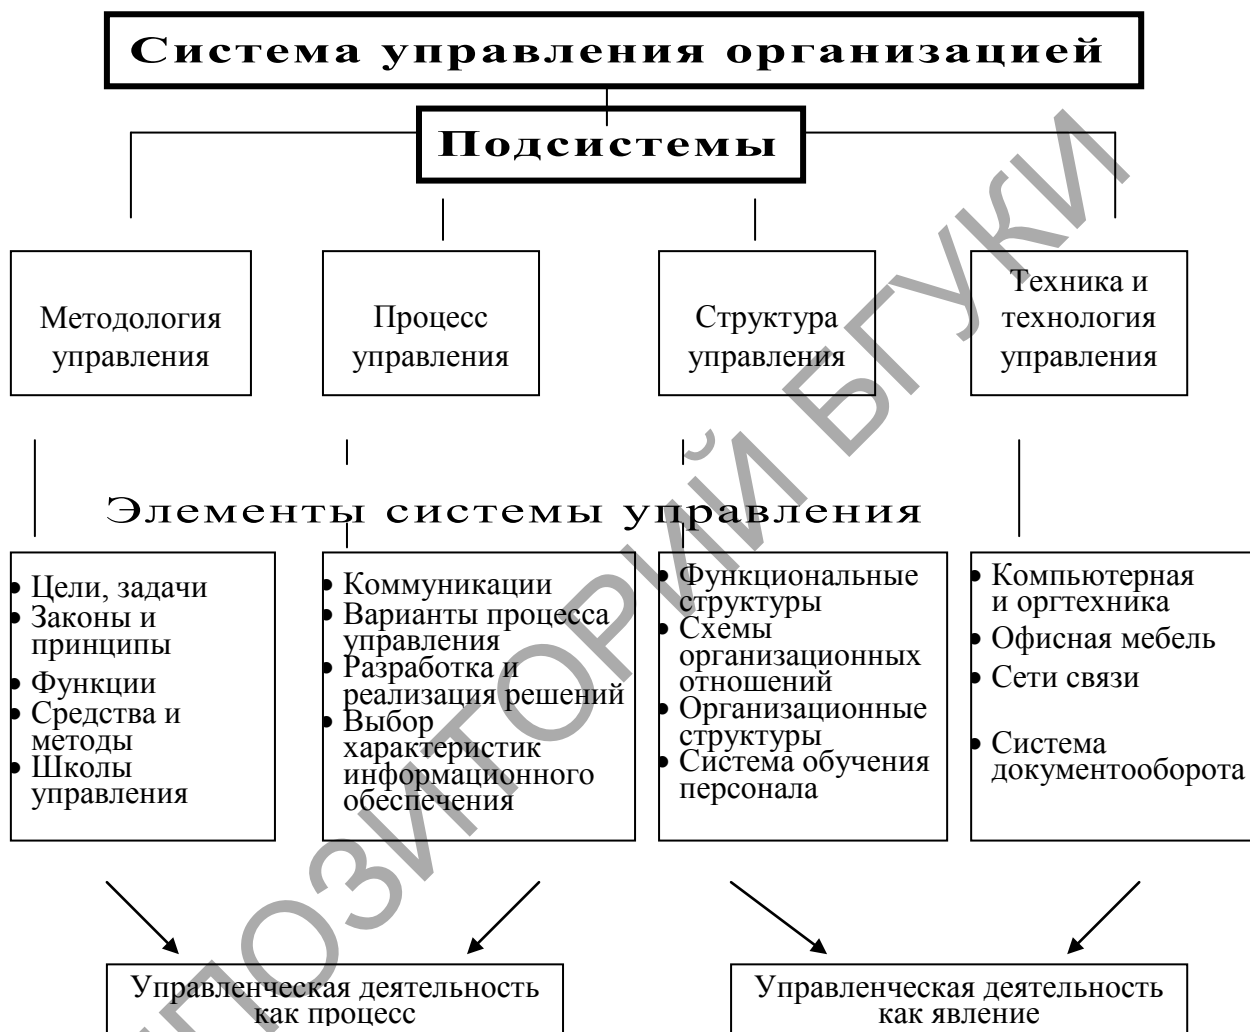 Система управления организацией
Подсистемы
Методология
управления
Процесс
управления
Структура
управления
Техника и
технология
управления
Элементы системы управления
• Цели, задачи
• Законы и
принципы
• Функции
• Средства и
методы
• Школы
управления
• Коммуникации
• Варианты процесса
управления
• Разработка и
реализация решений
• Выбор
характеристик
информационного
обеспечения
• Функциональные
структуры
• Схемы
организационных
отношений
• Организационные
структуры
• Система обучения
персонала
• Компьютерная
и оргтехника
• Офисная мебель
• Сети связи
• Система
документооборота
Управленческая деятельность
как процесс
Управленческая деятельность
как явление
ПОЗИТОРИЙ БГУКИ